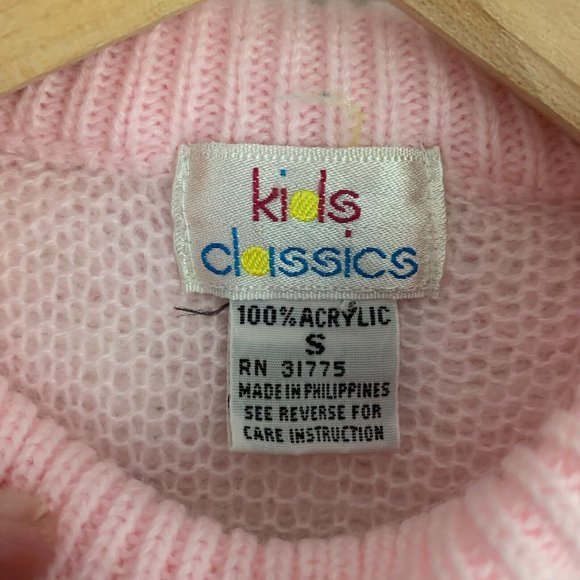 kids
classics
100% ACRYLIC
S
RN 31775
MADE IN PHILIPPINES
SEE REVERSE FOR
CARE INSTRUCTION